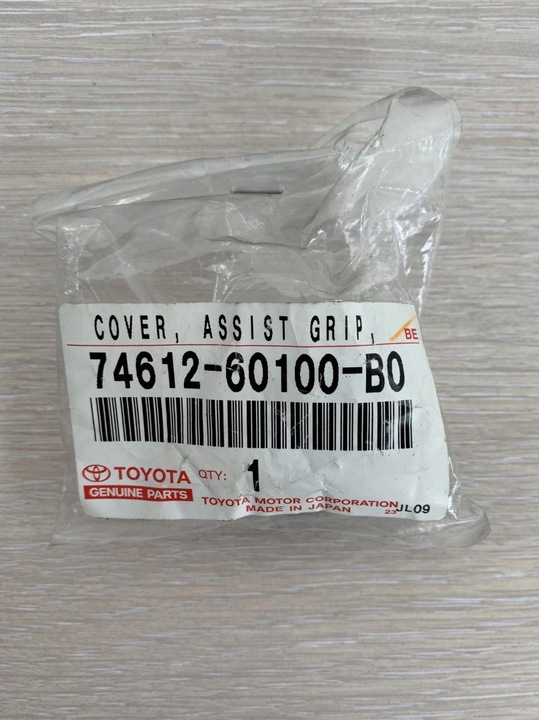 COVER, ASSIST GRIP,
BE
74612-60100-B0
TOYOTA
GENUINE PARTS
QTY: 1
TOYOTA MOTOR CORPORATION
MADE IN JAPAN
23
JL09